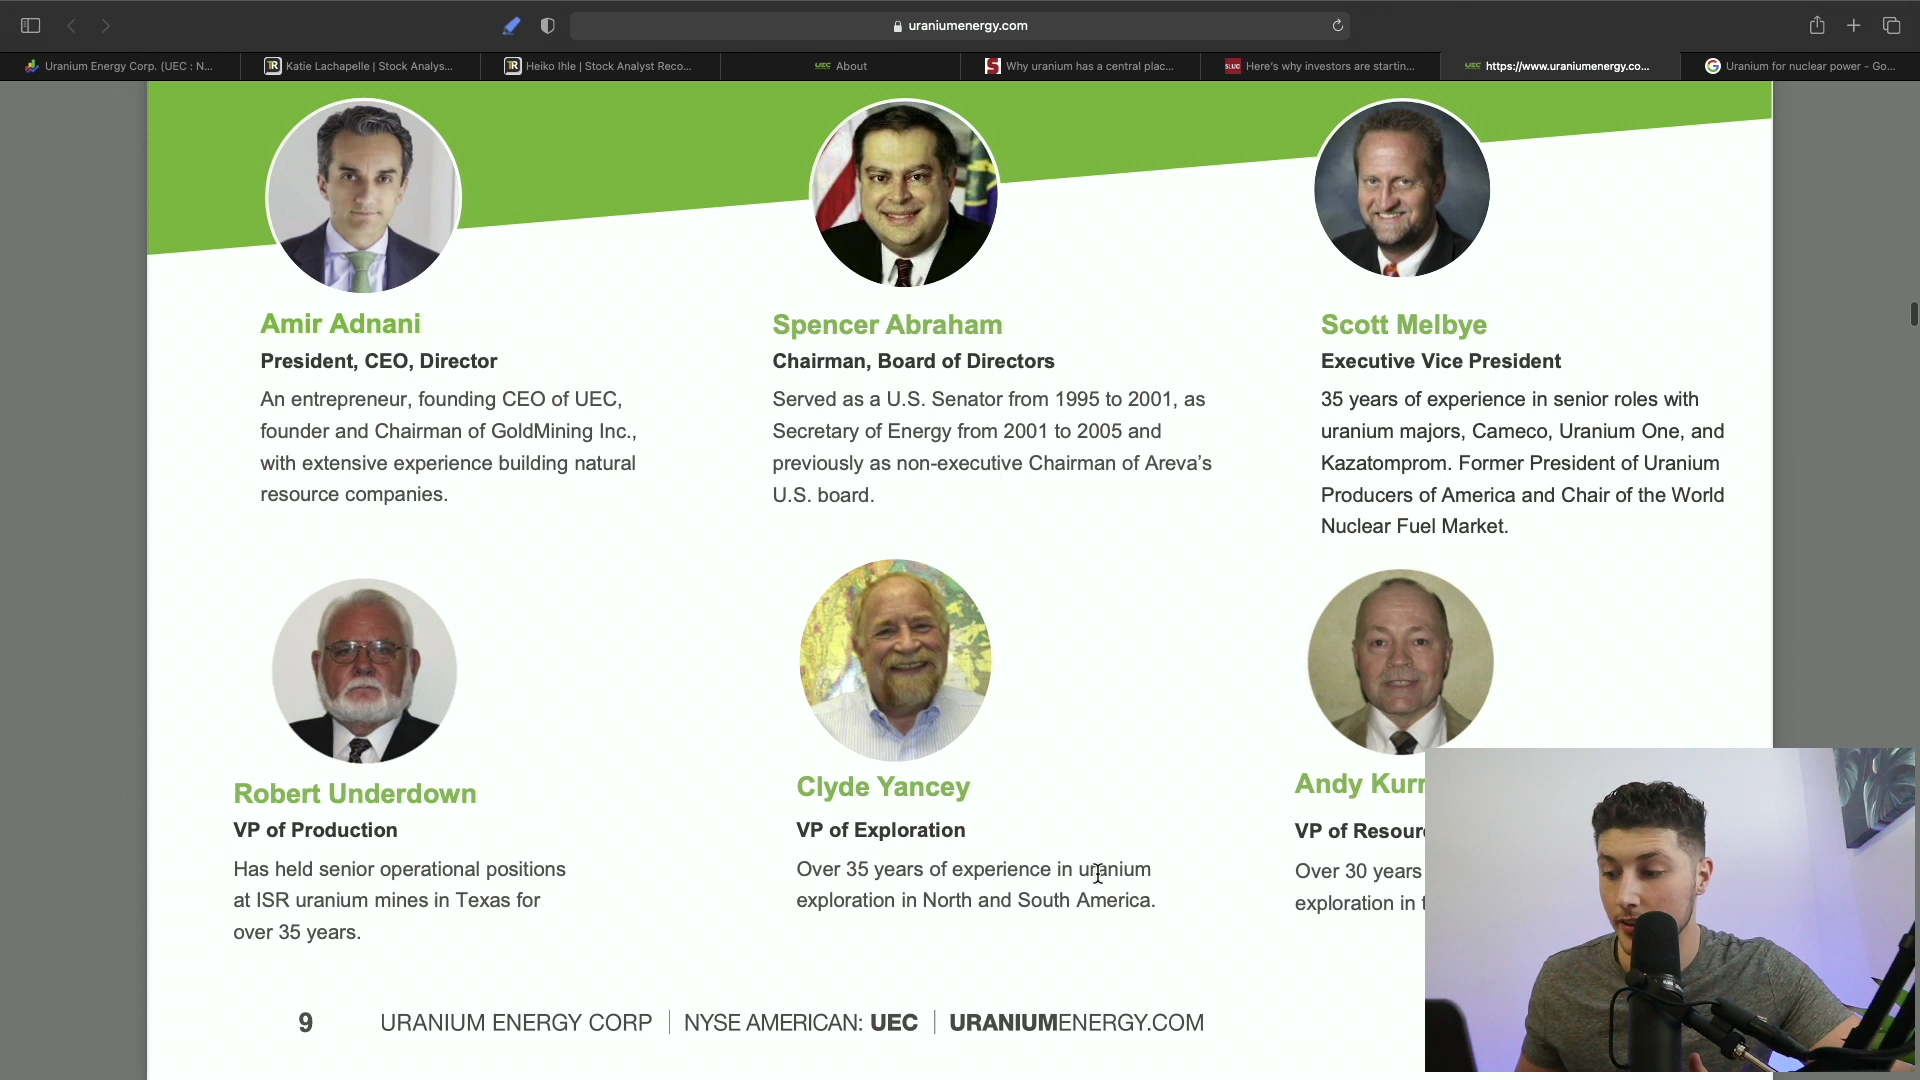 uraniumenergy.com
Uranium Energy Corp. (UEC : N...
Katie Lachapelle | Stock Analys...
Heiko Ihle | Stock Analyst Reco...
UEC About
Why uranium has a central plac...
Here's why investors are startin...
UEC https://www.uraniumenergy.co...
Uranium for nuclear power - Go...
Amir Adnani
President, CEO, Director
An entrepreneur, founding CEO of UEC,
founder and Chairman of GoldMining Inc.,
with extensive experience building natural
resource companies.
Spencer Abraham
Chairman, Board of Directors
Served as a U.S. Senator from 1995 to 2001, as
Secretary of Energy from 2001 to 2005 and
previously as non-executive Chairman of Areva’s
U.S. board.
Scott Melbye
Executive Vice President
35 years of experience in senior roles with
uranium majors, Cameco, Uranium One, and
Kazatomprom. Former President of Uranium
Producers of America and Chair of the World
Nuclear Fuel Market.
Robert Underdown
VP of Production
Has held senior operational positions
at ISR uranium mines in Texas for
over 35 years.
Clyde Yancey
VP of Exploration
Over 35 years of experience in uranium
exploration in North and South America.
Andy Kurr
VP of Resour
Over 30 years
exploration in t
9 URANIUM ENERGY CORP | NYSE AMERICAN: UEC | URANIUMENERGY.COM